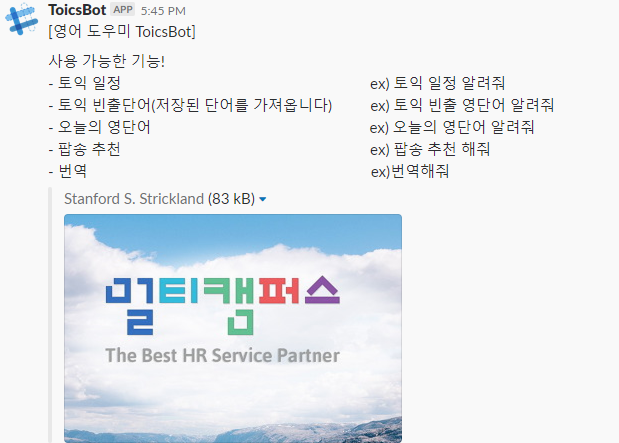 ToicsBot APP 5:45 PM
[영어 도우미 ToicsBot]
사용 가능한 기능!
- 토익 일정 ex) 토익 일정 알려줘
- 토익 빈출단어(저장된 단어를 가져옵니다) ex) 토익 빈출 영단어 알려줘
- 오늘의 영단어 ex) 오늘의 영단어 알려줘
- 팝송 추천 ex) 팝송 추천 해줘
- 번역 ex)번역해줘
Stanford S. Strickland (83 kB)
멀티캠퍼스
The Best HR Service Partner